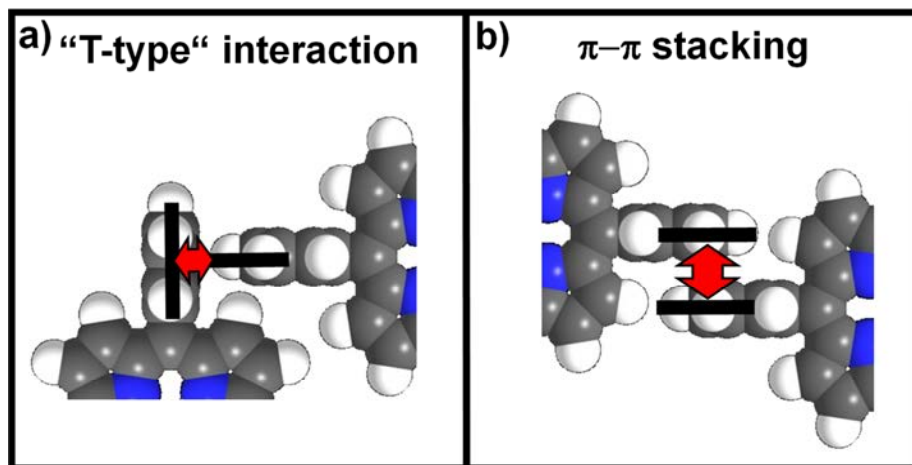 a) “T-type“ interaction
b) π–π stacking